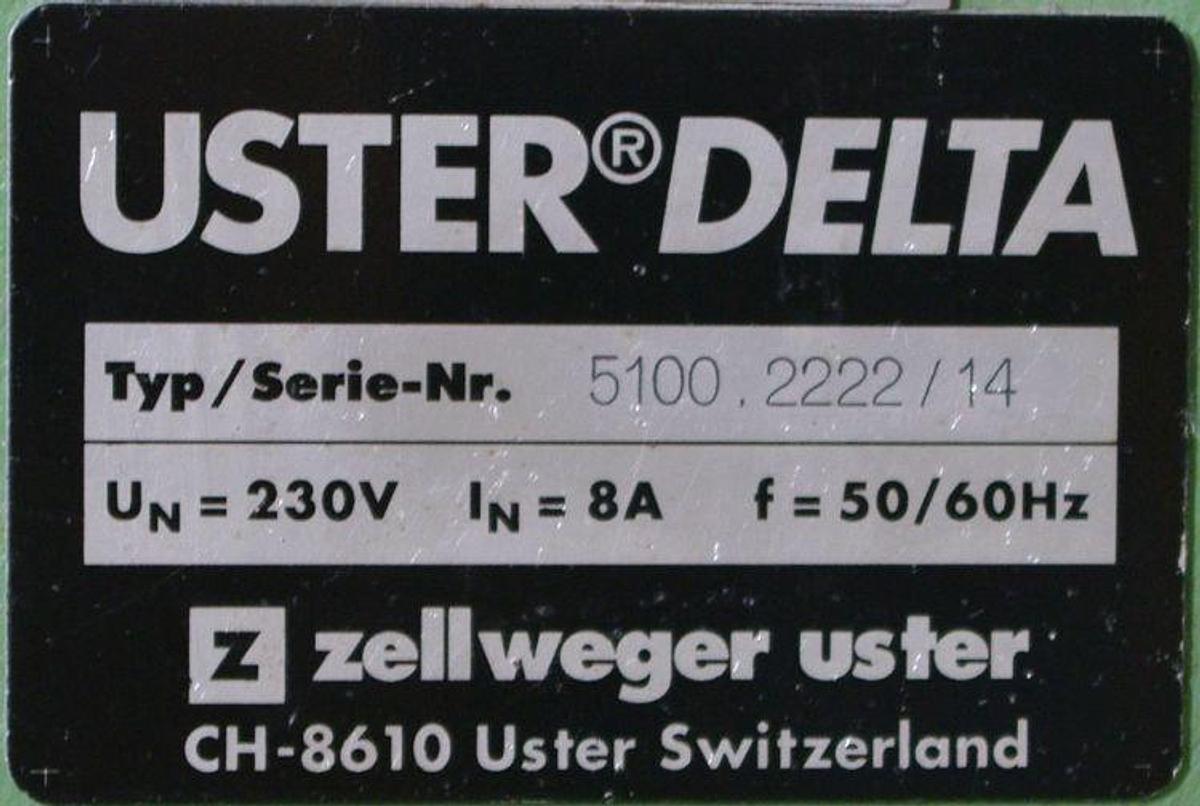 USTER® DELTA
Typ/Serie-Nr. 5100.2222/14
UN = 230V IN = 8A f = 50/60Hz
Z zellweger uster
CH-8610 Uster Switzerland